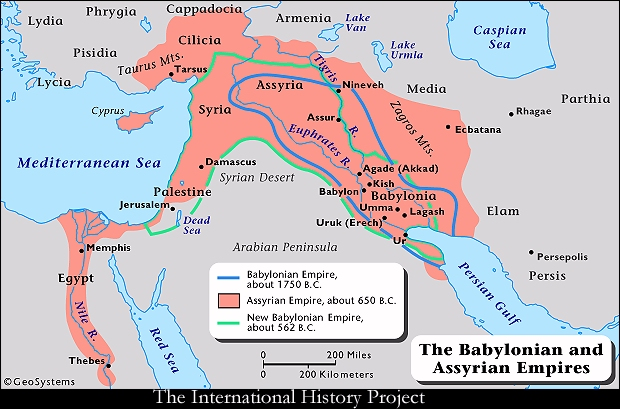 Cappadocia
Phrygia
Lydia
Armenia
Lake
Van
Caspian
Sea
Cilicia
Pisidia
Lake
Urmia
Taurus Mts.
Lycia
Tarsus
Tigris
R.
Assyria
Nineveh
Media
Parthia
Cyprus
Syria
Assur
Zagros Mts.
Rhagae
Ecbatana
Euphrates R.
Mediterranean Sea
Damascus
Syrian Desert
Agade (Akkad)
Kish
Babylon
Babylonia
Palestine
Jerusalem
Dead
Sea
Umma
Lagash
Elam
Uruk (Erech)
Ur
Memphis
Arabian Peninsula
Persepolis
Persis
Egypt
Persian Gulf
Nile R.
Red Sea
Thebes
Babylonian Empire,
about 1750 B.C.
Assyrian Empire, about 650 B.C.
New Babylonian Empire,
about 562 B.C.
0 200 Miles
0 200 Kilometers
The Babylonian and
Assyrian Empires
©GeoSystems
The International History Project